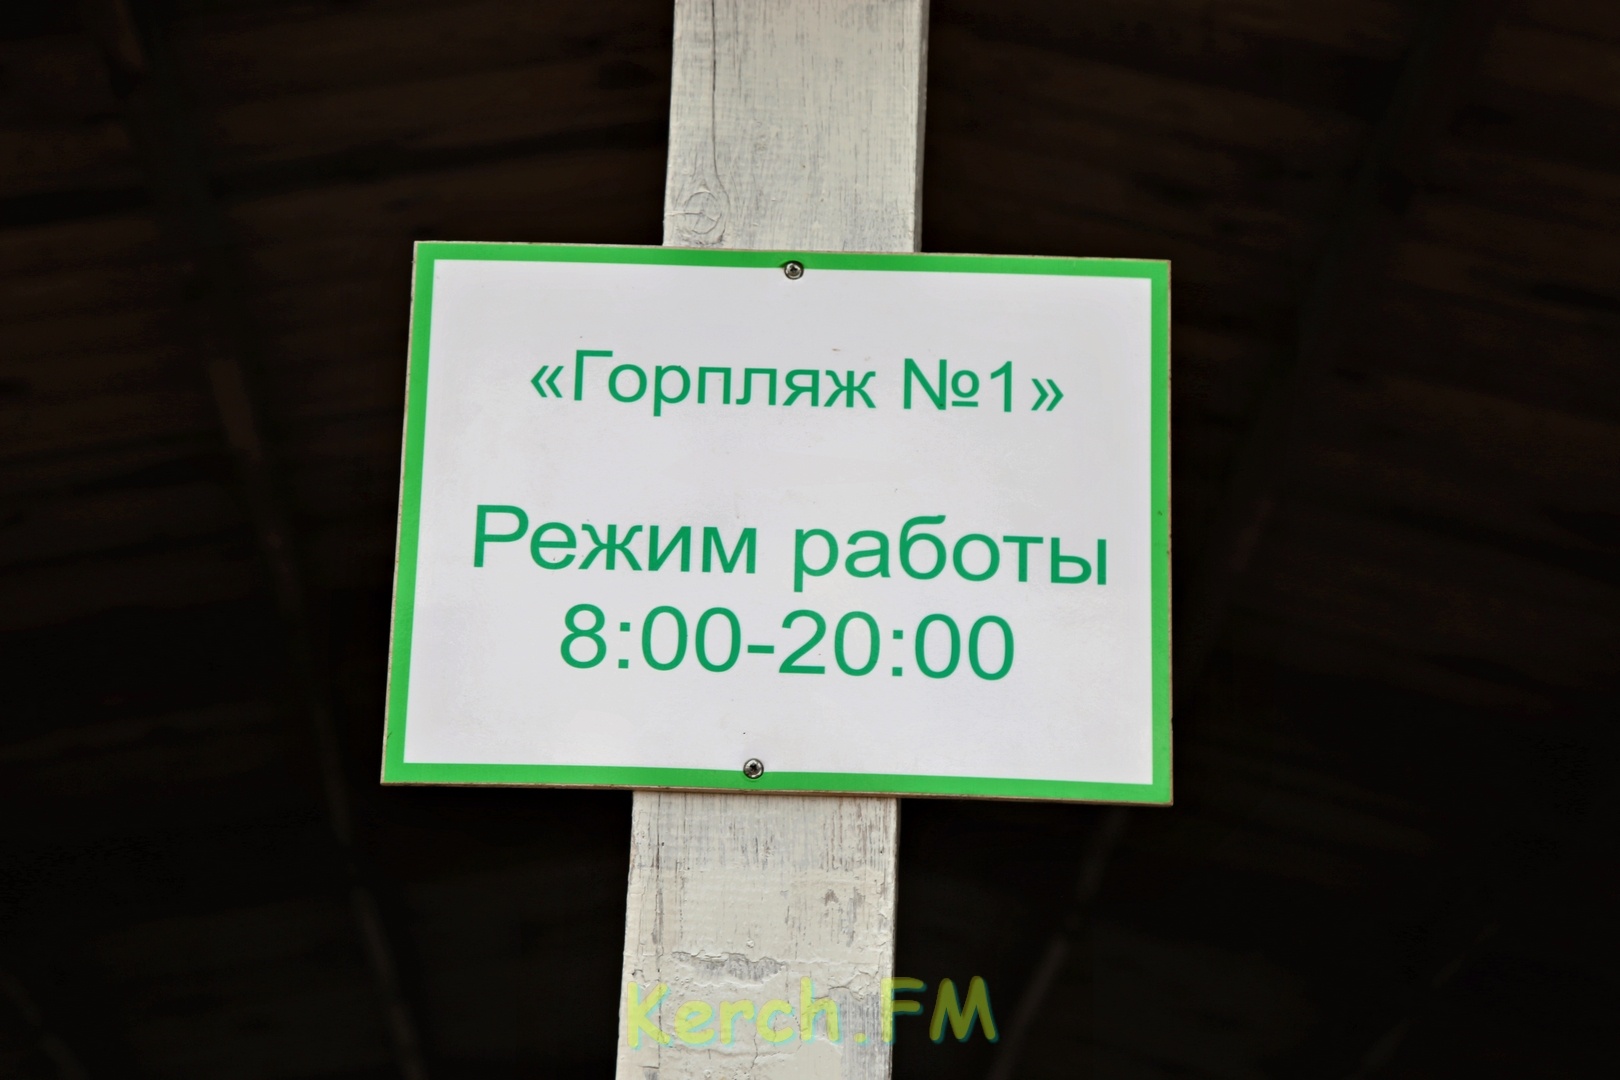 «Горпляж №1»
Режим работы
8:00-20:00
Kerch.FM